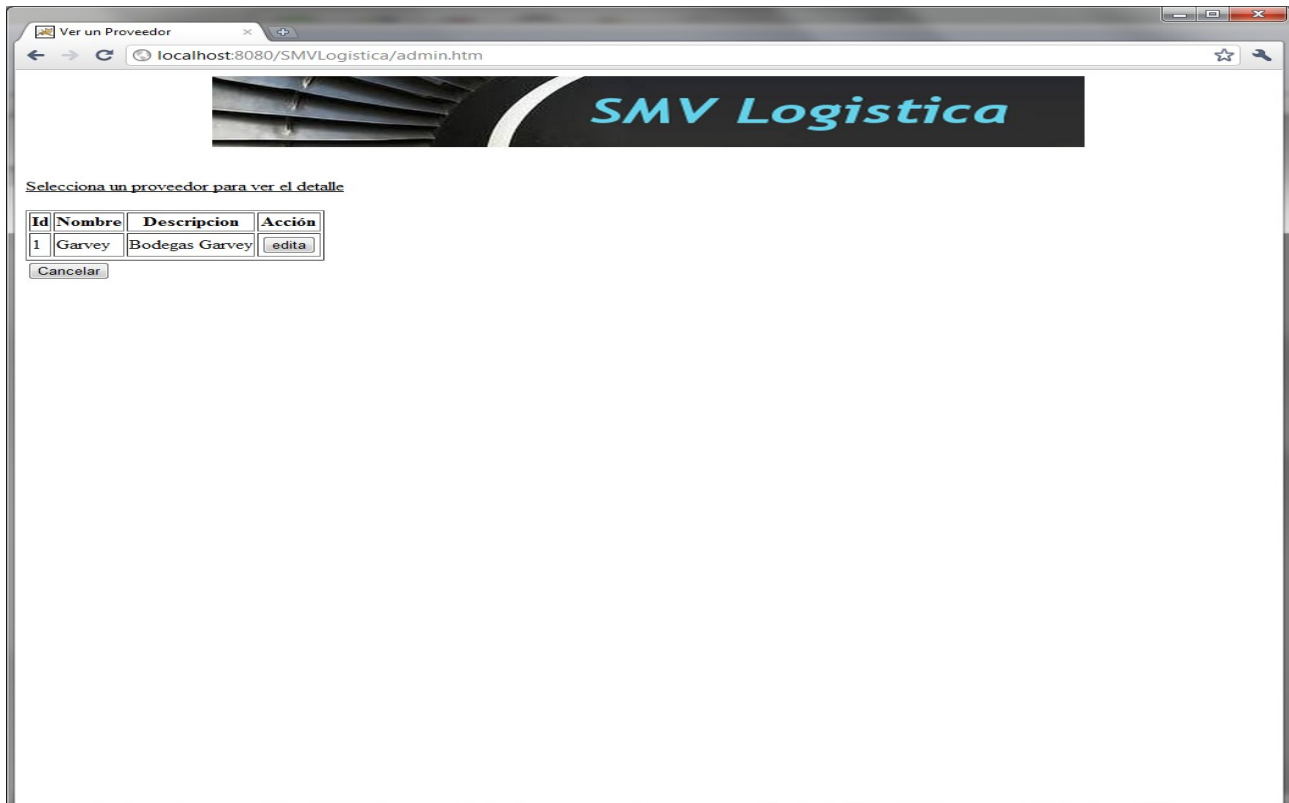 Ver un Proveedor
localhost:8080/SMVLogistica/admin.htm
SMV Logistica
Selecciona un proveedor para ver el detalle
Id Nombre Descripcion Acción
1 Garvey Bodegas Garvey edita
Cancelar